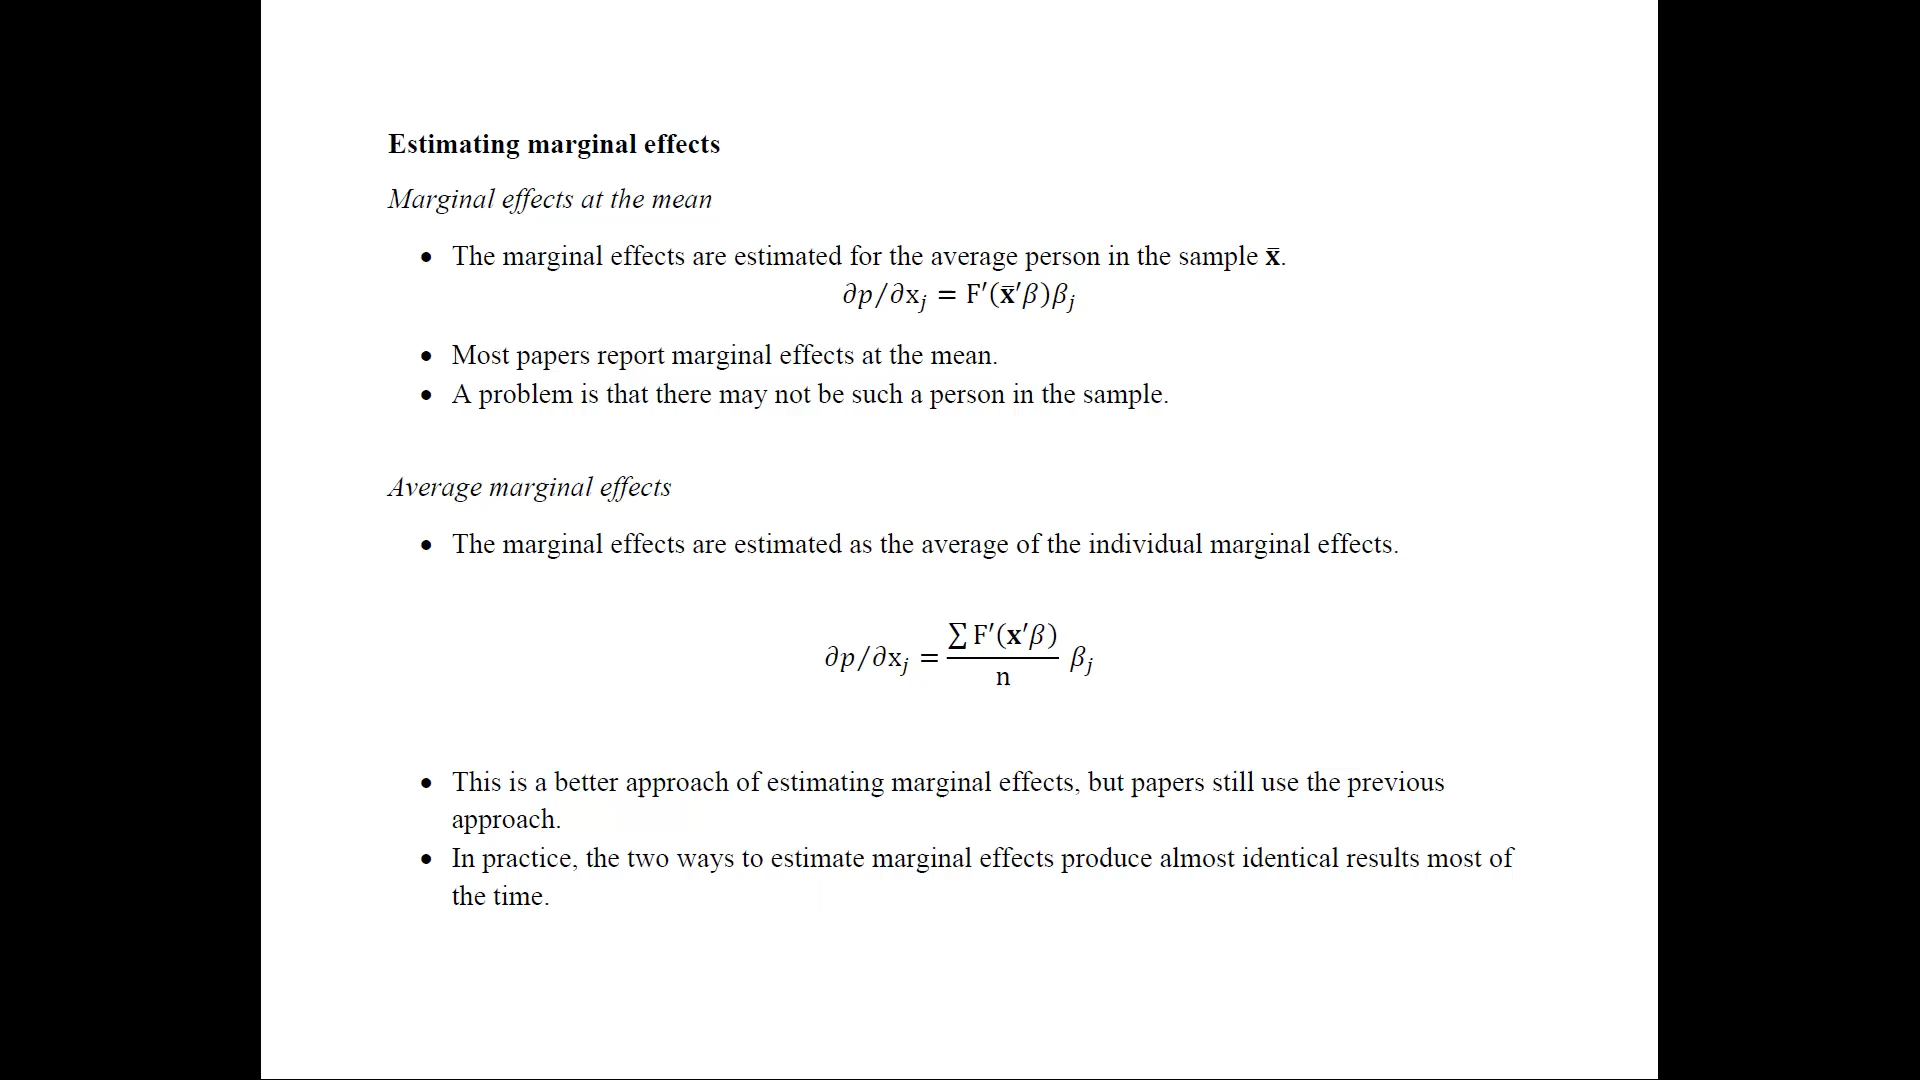 Estimating marginal effects
Marginal effects at the mean
• The marginal effects are estimated for the average person in the sample x̅.
∂p/∂xⱼ = F′(x̅′β)βⱼ
• Most papers report marginal effects at the mean.
• A problem is that there may not be such a person in the sample.
Average marginal effects
• The marginal effects are estimated as the average of the individual marginal effects.
∂p/∂xⱼ = ∑ F′(x′β) / n βⱼ
• This is a better approach of estimating marginal effects, but papers still use the previous
approach.
• In practice, the two ways to estimate marginal effects produce almost identical results most of
the time.